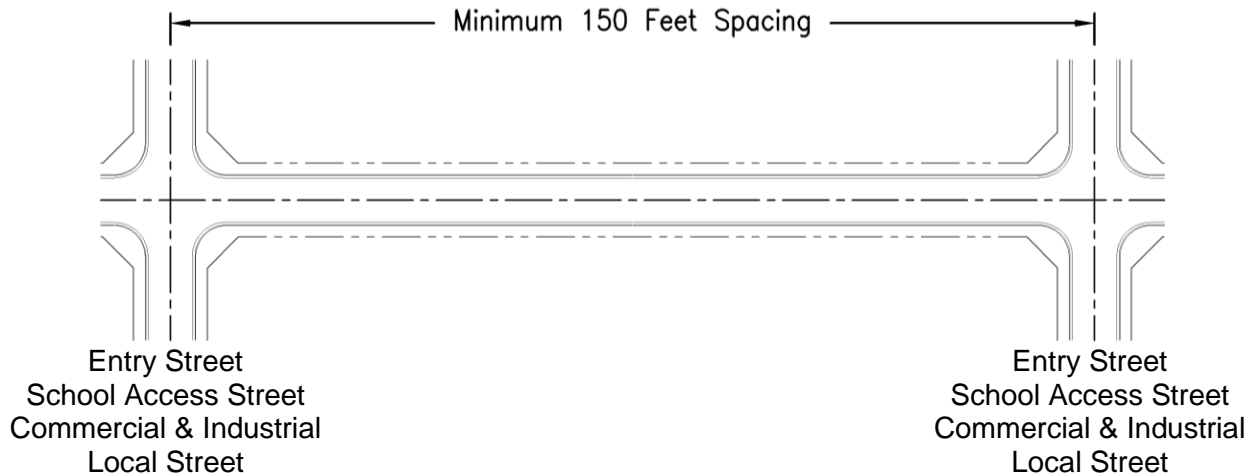 Minimum 150 Feet Spacing
Entry Street
School Access Street
Commercial & Industrial
Local Street
Entry Street
School Access Street
Commercial & Industrial
Local Street